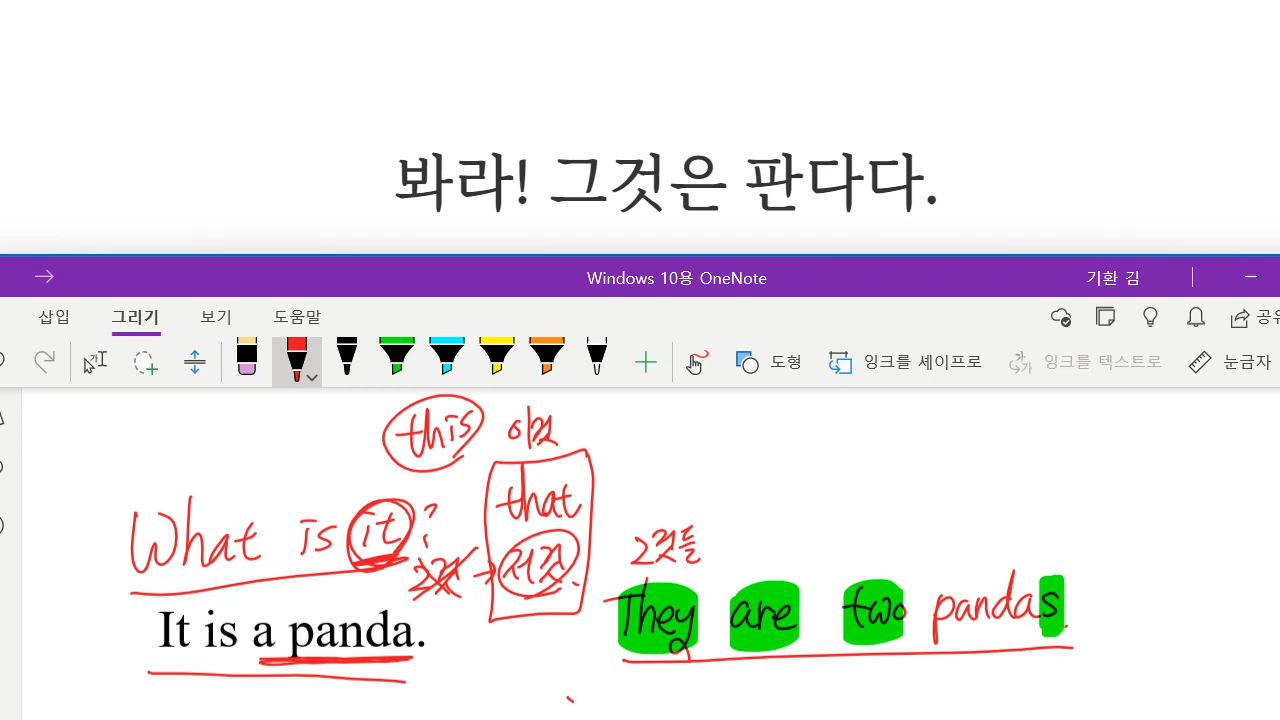 봐라! 그것은 판다다.
Windows 10용 OneNote
기환 김
삽입 그리기 보기 도움말
공유
도형 잉크를 셰이프로 잉크를 텍스트로 눈금자
this 이것
that
What is it?
저것
그것들
They are two pandas.
It is a panda.